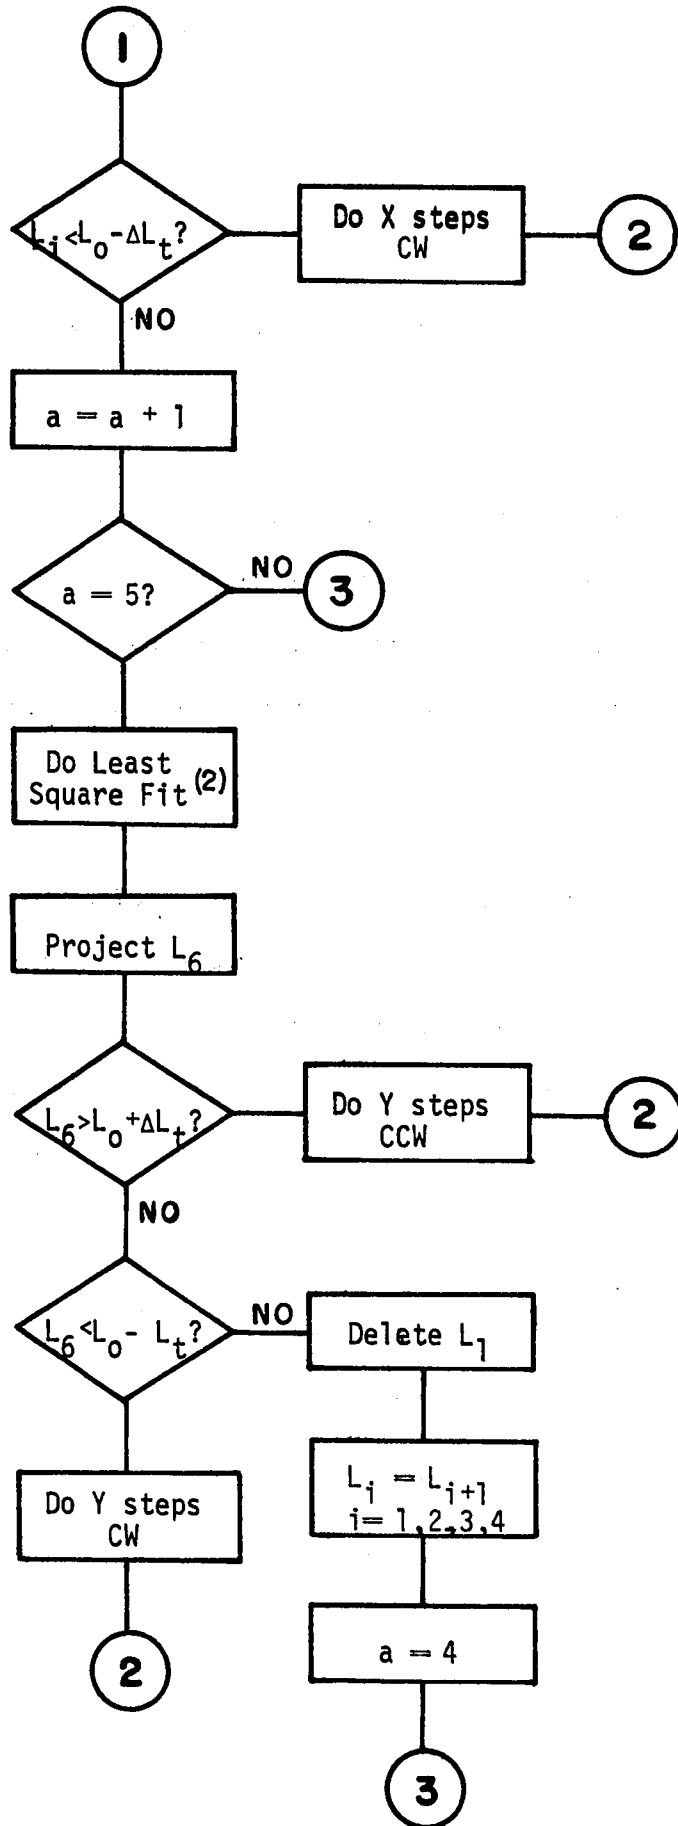 1
Li<Lo-ΔLt?
Do X steps
CW
2
NO
a = a + 1
a = 5?
NO
3
Do Least
Square Fit (2)
Project L6
L6>Lo+ΔLt?
Do Y steps
CCW
2
NO
L6<Lo- Lt?
NO
Delete L1
Li = Li+1
i= 1,2,3,4
Do Y steps
CW
a = 4
2
3